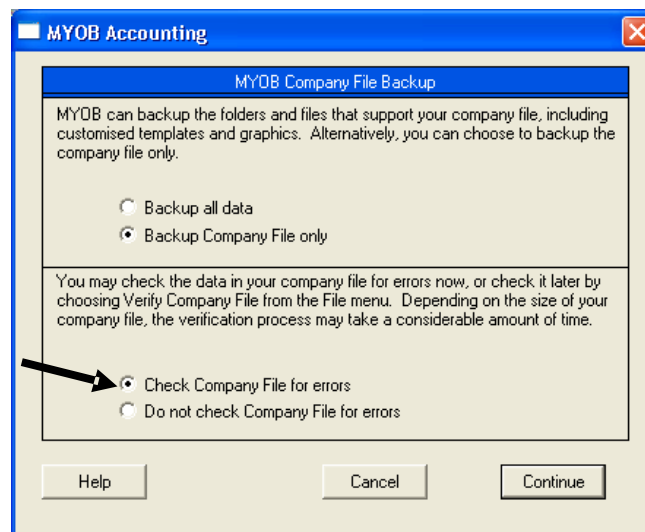 MYOB Accounting
MYOB Company File Backup
MYOB can backup the folders and files that support your company file, including
customised templates and graphics.  Alternatively, you can choose to backup the
company file only.
Backup all data
Backup Company File only
You may check the data in your company file for errors now, or check it later by
choosing Verify Company File from the File menu.  Depending on the size of your
company file, the verification process may take a considerable amount of time.
Check Company File for errors
Do not check Company File for errors
Help Cancel Continue